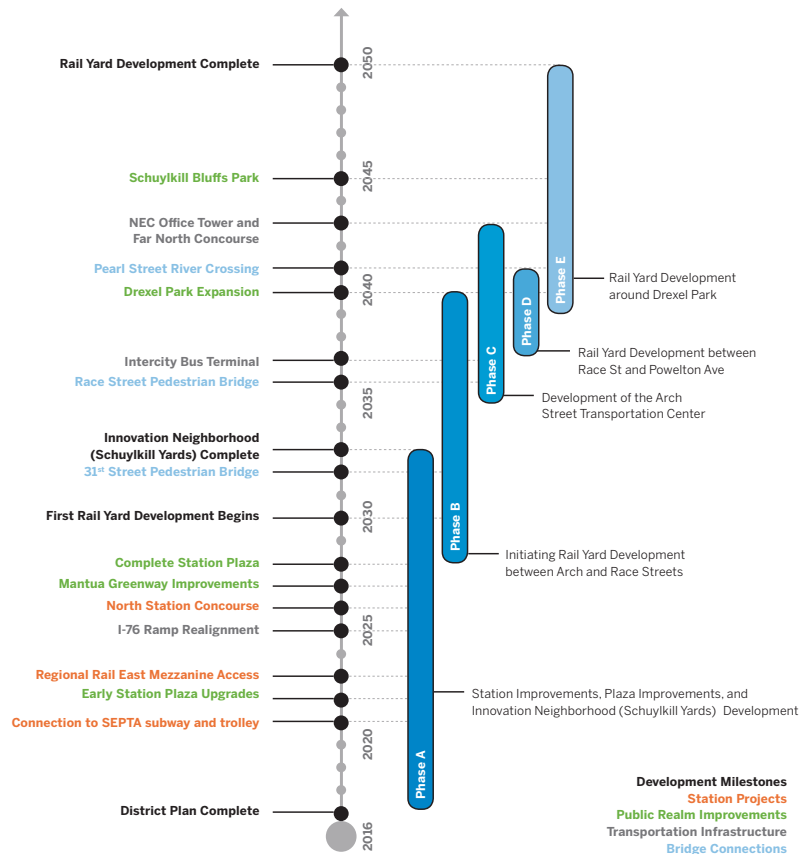 2050
Rail Yard Development Complete
2045
Schuylkill Bluffs Park
NEC Office Tower and
Far North Concourse
Pearl Street River Crossing
Drexel Park Expansion
2040
Intercity Bus Terminal
Race Street Pedestrian Bridge
2035
Innovation Neighborhood
(Schuylkill Yards) Complete
31st Street Pedestrian Bridge
2030
First Rail Yard Development Begins
Complete Station Plaza
Mantua Greenway Improvements
North Station Concourse
I-76 Ramp Realignment
2025
Regional Rail East Mezzanine Access
Early Station Plaza Upgrades
Connection to SEPTA subway and trolley
2020
District Plan Complete
2016
Phase A
Phase B
Phase C
Phase D
Phase E
Rail Yard Development
around Drexel Park
Rail Yard Development between
Race St and Powelton Ave
Development of the Arch
Street Transportation Center
Initiating Rail Yard Development
between Arch and Race Streets
Station Improvements, Plaza Improvements, and
Innovation Neighborhood (Schuylkill Yards) Development
Development Milestones
Station Projects
Public Realm Improvements
Transportation Infrastructure
Bridge Connections